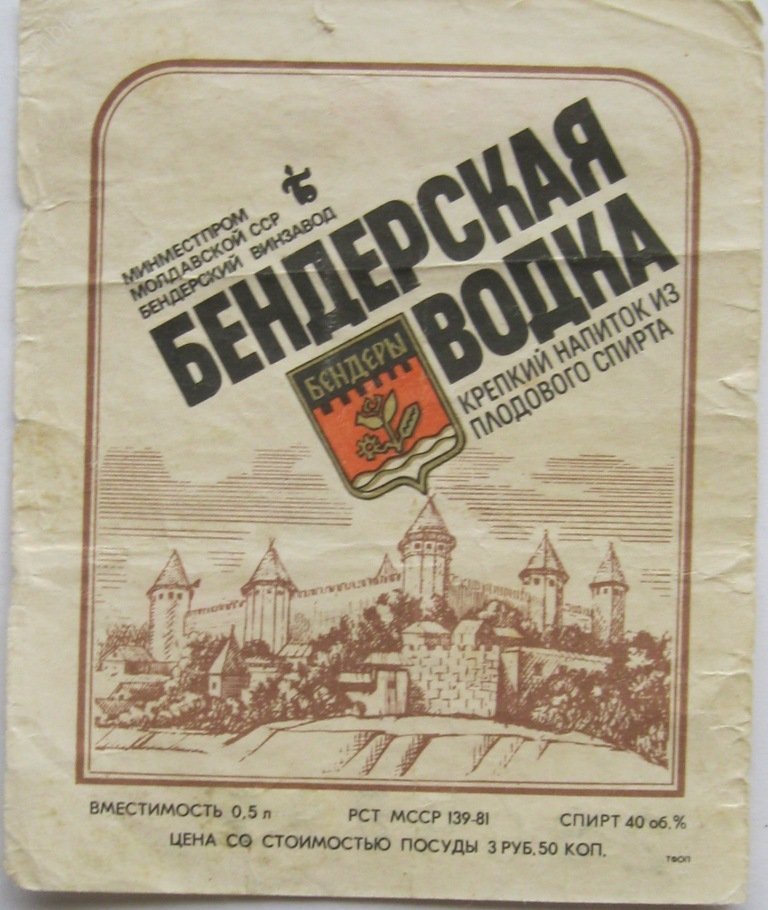 МИНМЕСТПРОМ
МОЛДАВСКОЙ ССР
БЕНДЕРСКИЙ ВИНЗАВОД
БЕНДЕРСКАЯ
ВОДКА
КРЕПКИЙ НАПИТОК ИЗ
ПЛОДОВОГО СПИРТА
БЕНДЕРЫ
ВМЕСТИМОСТЬ 0,5 л РСТ МССР 139-81 СПИРТ 40 об.%
ЦЕНА СО СТОИМОСТЬЮ ПОСУДЫ 3 РУБ. 50 КОП.
ТФОП